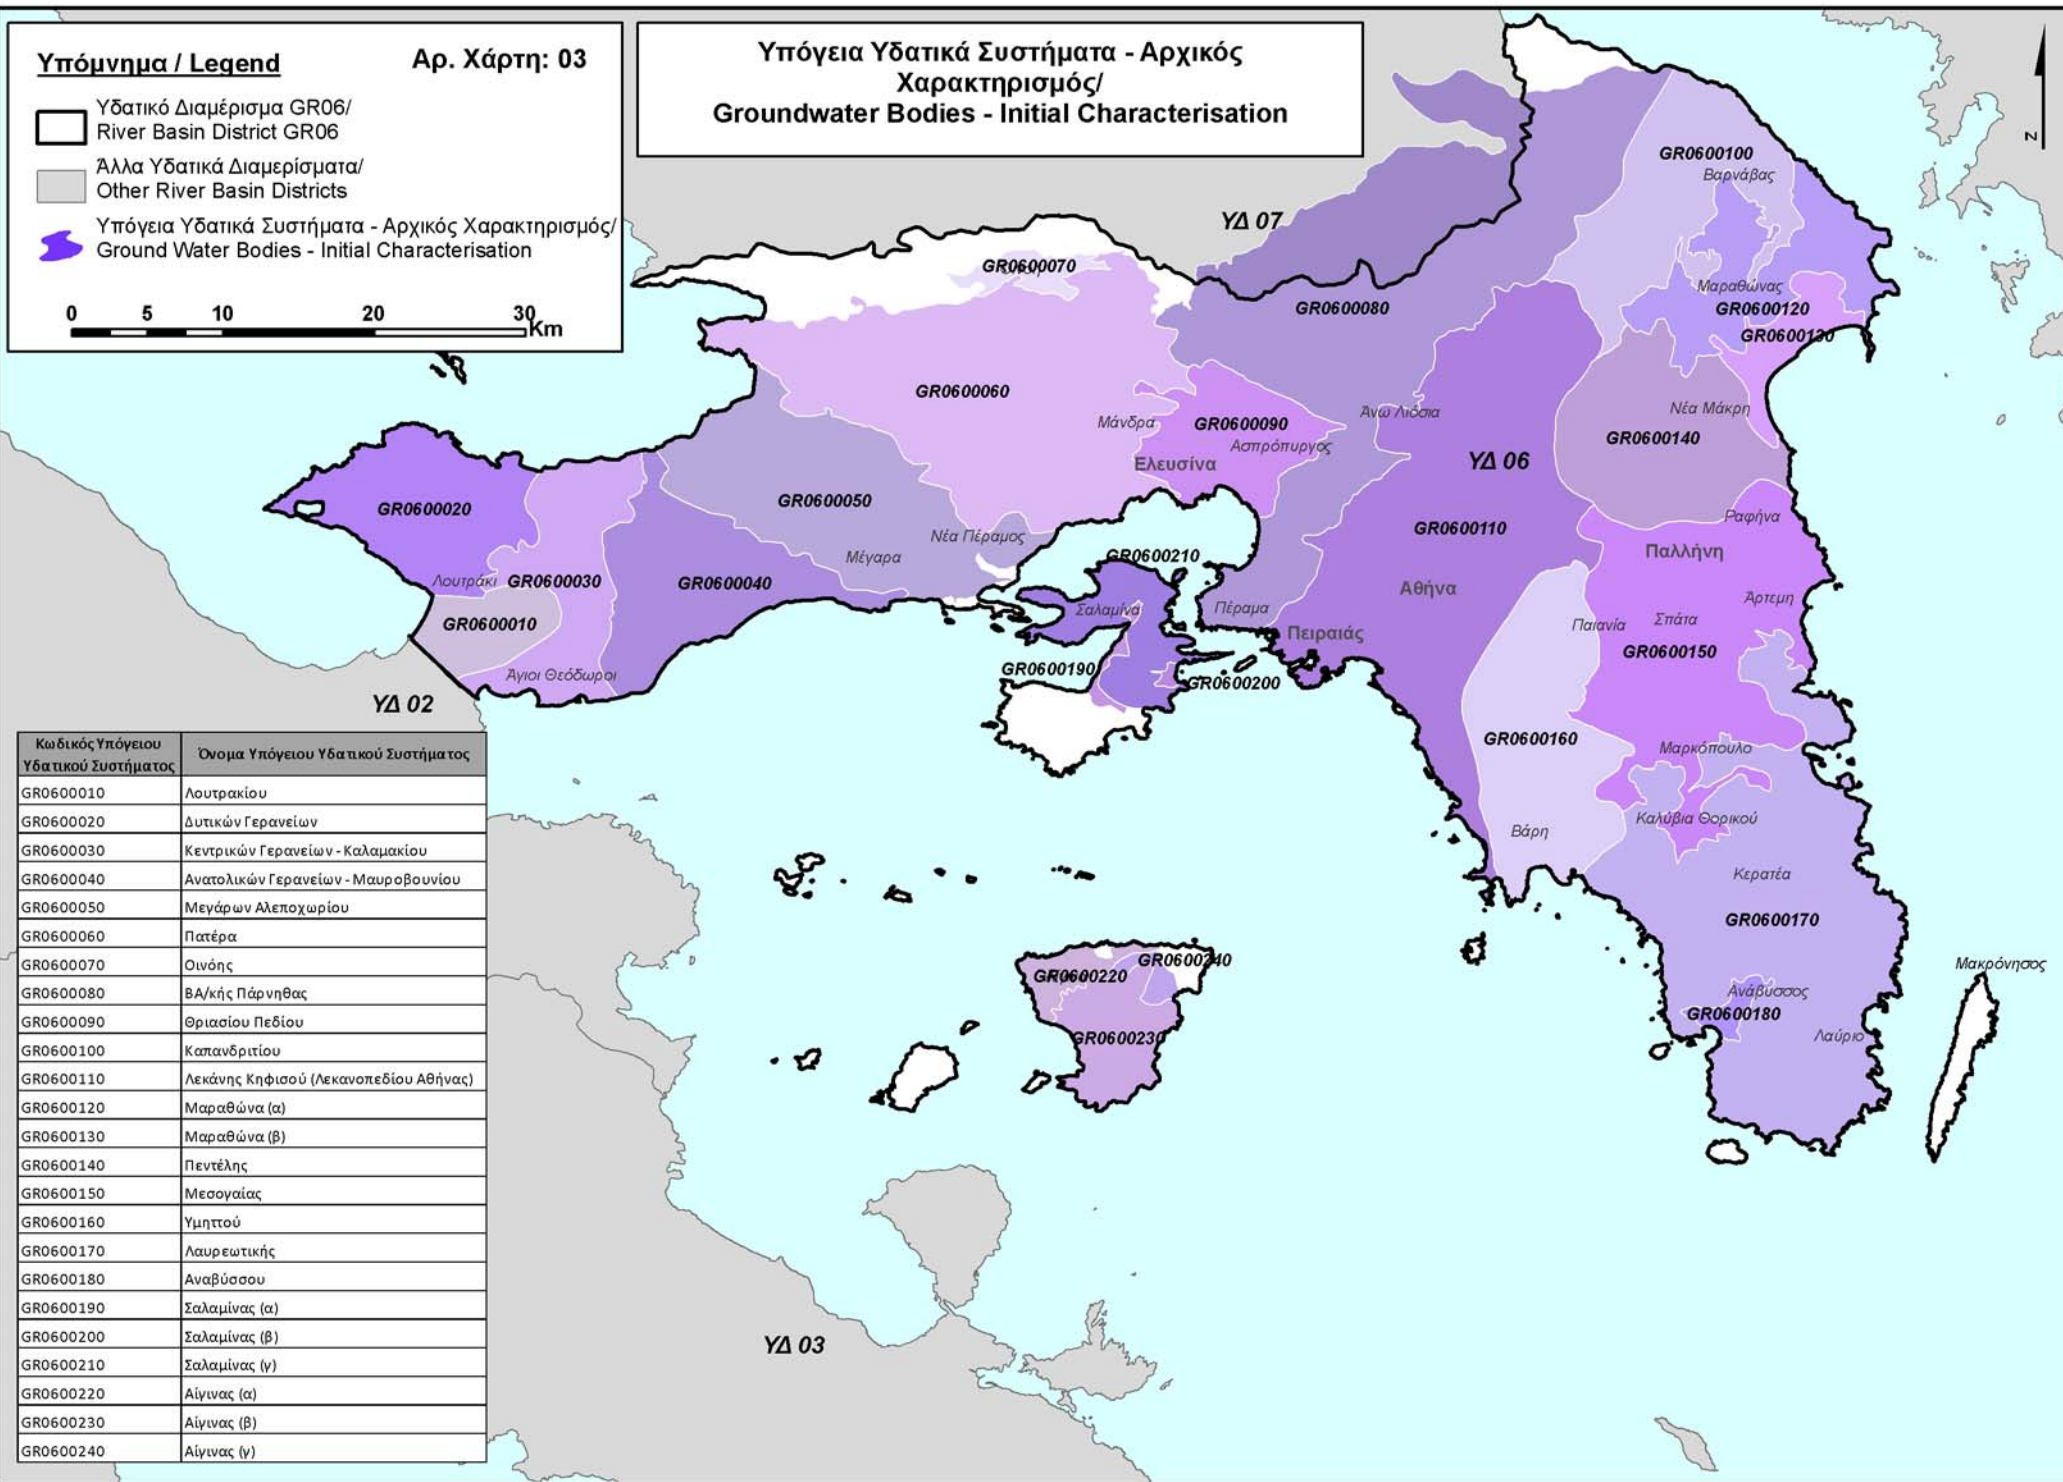 Υπόμνημα / Legend
Αρ. Χάρτη: 03
Υδατικό Διαμέρισμα GR06/
River Basin District GR06
Άλλα Υδατικά Διαμερίσματα/
Other River Basin Districts
Υπόγεια Υδατικά Συστήματα - Αρχικός Χαρακτηρισμός/
Ground Water Bodies - Initial Characterisation
0 5 10 20 30
Km
Υπόγεια Υδατικά Συστήματα - Αρχικός
Χαρακτηρισμός/
Groundwater Bodies - Initial Characterisation
N
GR0600100
Βαρνάβας
ΥΔ 07
GR0600070
Μαραθώνας
GR0600080
GR0600120
GR0600130
GR0600060
Μάνδρα
GR0600090
Ασπρόπυργος
Άνω Λιόσια
Νέα Μάκρη
GR0600140
Ελευσίνα
ΥΔ 06
GR0600020
GR0600050
Ραφήνα
GR0600110
Νέα Πέραμος
Μέγαρα
GR0600210
Παλλήνη
Λουτράκι
GR0600030
GR0600040
Αθήνα
Άρτεμη
GR0600010
Σαλαμίνα
Πέραμα
Πειραιάς
Παιανία
Σπάτα
GR0600150
Άγιοι Θεόδωροι
GR0600190
GR0600200
ΥΔ 02
GR0600160
Μαρκόπουλο
Βάρη
Καλύβια Θορικού
Κερατέα
GR0600170
GR0600240
GR0600220
Μακρόνησος
Ανάβυσσος
GR0600180
Λαύριο
GR0600230
ΥΔ 03
Κωδικός Υπόγειου
Υδατικού Συστήματος
Όνομα Υπόγειου Υδατικού Συστήματος
GR0600010 Λουτρακίου
GR0600020 Δυτικών Γερανείων
GR0600030 Κεντρικών Γερανείων - Καλαμακίου
GR0600040 Ανατολικών Γερανείων - Μαυροβουνίου
GR0600050 Μεγάρων Αλεποχωρίου
GR0600060 Πατέρα
GR0600070 Οινόης
GR0600080 ΒΑ/κής Πάρνηθας
GR0600090 Θριασίου Πεδίου
GR0600100 Καπανδριτίου
GR0600110 Λεκάνης Κηφισού (Λεκανοπεδίου Αθήνας)
GR0600120 Μαραθώνα (α)
GR0600130 Μαραθώνα (β)
GR0600140 Πεντέλης
GR0600150 Μεσογαίας
GR0600160 Υμηττού
GR0600170 Λαυρεωτικής
GR0600180 Αναβύσσου
GR0600190 Σαλαμίνας (α)
GR0600200 Σαλαμίνας (β)
GR0600210 Σαλαμίνας (γ)
GR0600220 Αίγινας (α)
GR0600230 Αίγινας (β)
GR0600240 Αίγινας (γ)